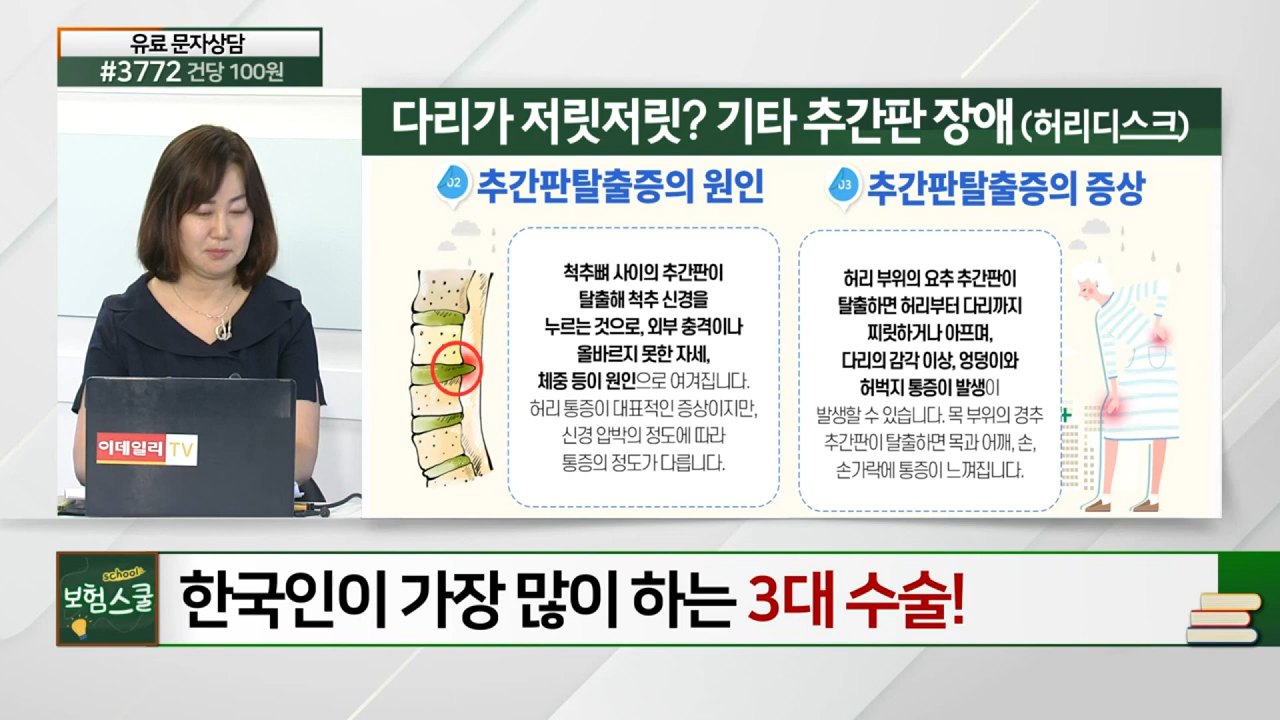 유료 문자상담
#3772 건당 100원
다리가 저릿저릿? 기타 추간판 장애 (허리디스크)
02 추간판탈출증의 원인
척추뼈 사이의 추간판이
탈출해 척추 신경을
누르는 것으로, 외부 충격이나
올바르지 못한 자세,
체중 등이 원인으로 여겨집니다.
허리 통증이 대표적인 증상이지만,
신경 압박의 정도에 따라
통증의 정도가 다릅니다.
03 추간판탈출증의 증상
허리 부위의 요추 추간판이
탈출하면 허리부터 다리까지
찌릿하거나 아프며,
다리의 감각 이상, 엉덩이와
허벅지 통증이 발생이
발생할 수 있습니다. 목 부위의 경추
추간판이 탈출하면 목과 어깨, 손,
손가락에 통증이 느껴집니다.
이데일리 TV
school
보험스쿨
한국인이 가장 많이 하는 3대 수술!